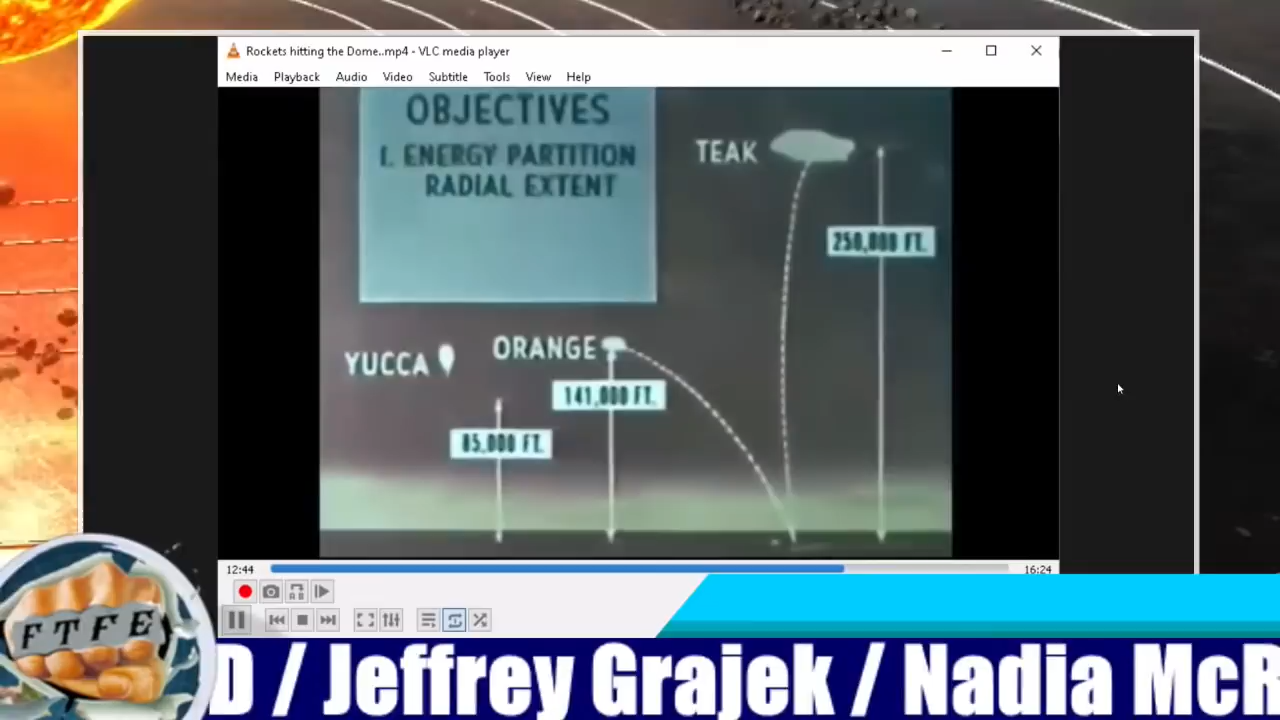 Rockets hitting the Dome..mp4 - VLC media player
Media Playback Audio Video Subtitle Tools View Help
OBJECTIVES
1. ENERGY PARTITION
RADIAL EXTENT
TEAK
250,000 FT.
YUCCA
ORANGE
141,000 FT.
85,000 FT.
12:44
16:24
FTFE
D / Jeffrey Grajek / Nadia McR